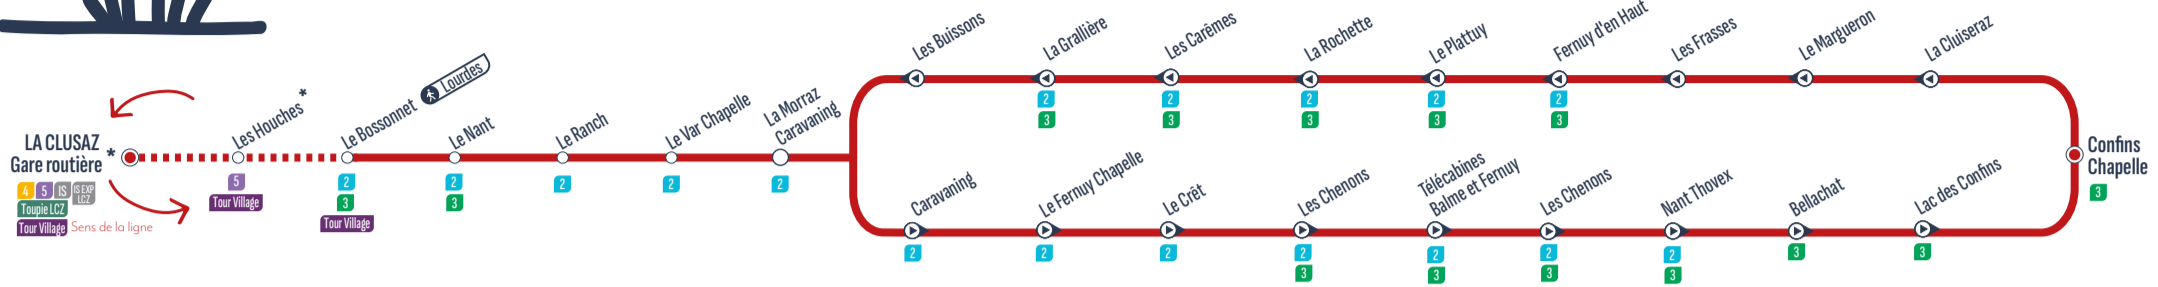 LA CLUSAZ
Gare routière *
4 5 IS IS EXP LCZ
Toupie LCZ
Tour Village
Sens de la ligne
Les Houches *
5
Tour Village
Le Bossonnet
Lourdes
2
3
Tour Village
Le Nant
2
3
Le Ranch
2
Le Var Chapelle
2
La Morraz
Caravaning
2
Les Buissons
La Grallière
2
3
Les Carêmes
2
3
La Rochette
2
3
Le Plattuy
2
3
Fernuy d'en Haut
2
3
Les Frasses
Le Margueron
La Cluiseraz
Caravaning
2
Le Fernuy Chapelle
2
Le Crêt
2
Les Chenons
2
3
Télécabines
Balme et Fernuy
2
3
Les Chenons
2
3
Nant Thovex
2
3
Bellachat
3
Lac des Confins
3
Confins
Chapelle
3